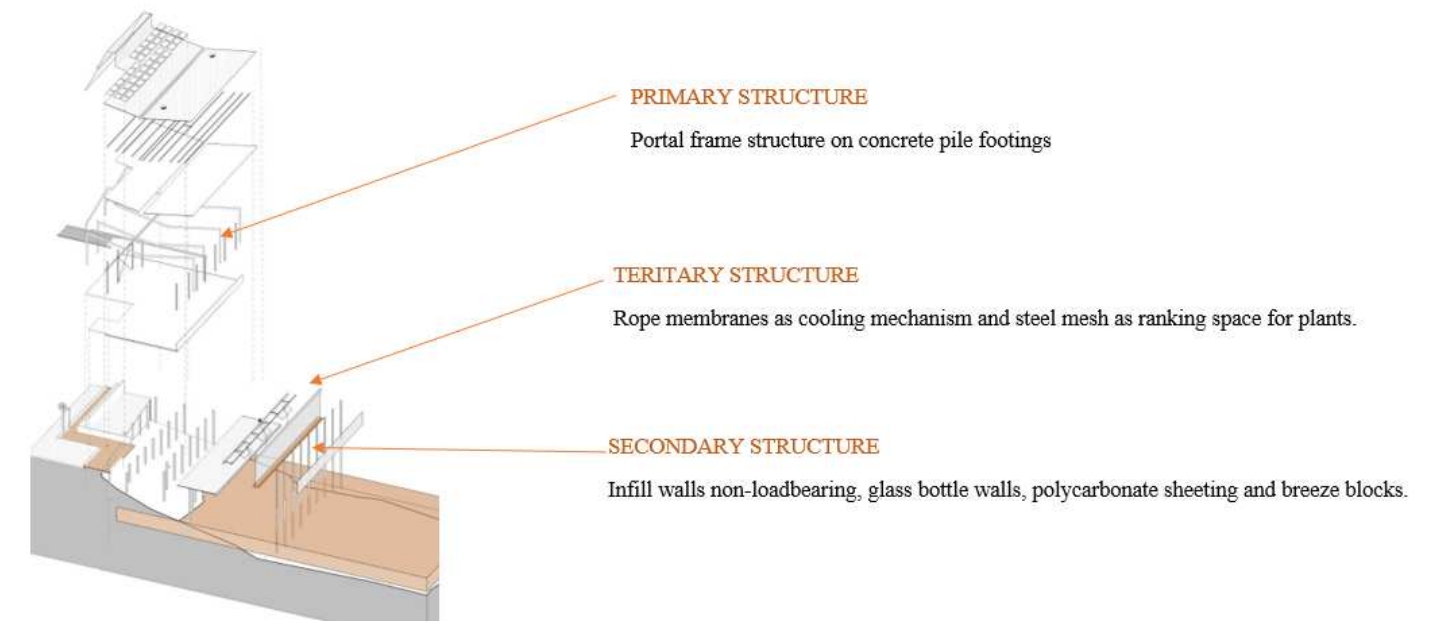 PRIMARY STRUCTURE
Portal frame structure on concrete pile footings
TERITARY STRUCTURE
Rope membranes as cooling mechanism and steel mesh as ranking space for plants.
SECONDARY STRUCTURE
Infill walls non-loadbearing, glass bottle walls, polycarbonate sheeting and breeze blocks.